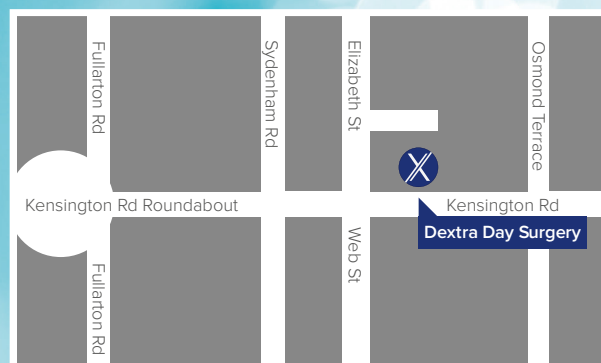 Fullarton Rd
Sydenham Rd
Elizabeth St
Osmond Terrace
Kensington Rd Roundabout
Kensington Rd
Dextra Day Surgery
Web St
Fullarton Rd